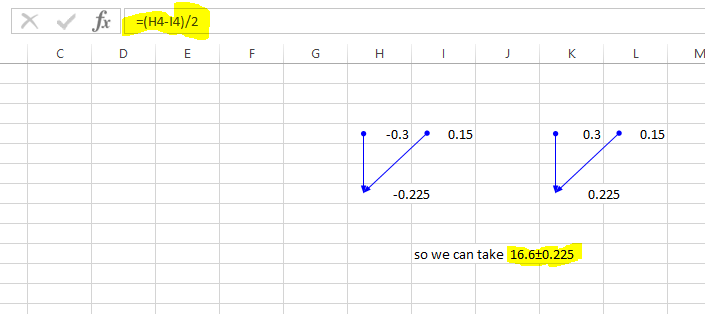 fx =(H4-I4)/2
C D E F G H I J K L M
-0.3 0.15 0.3 0.15
-0.225 0.225
so we can take 16.6±0.225